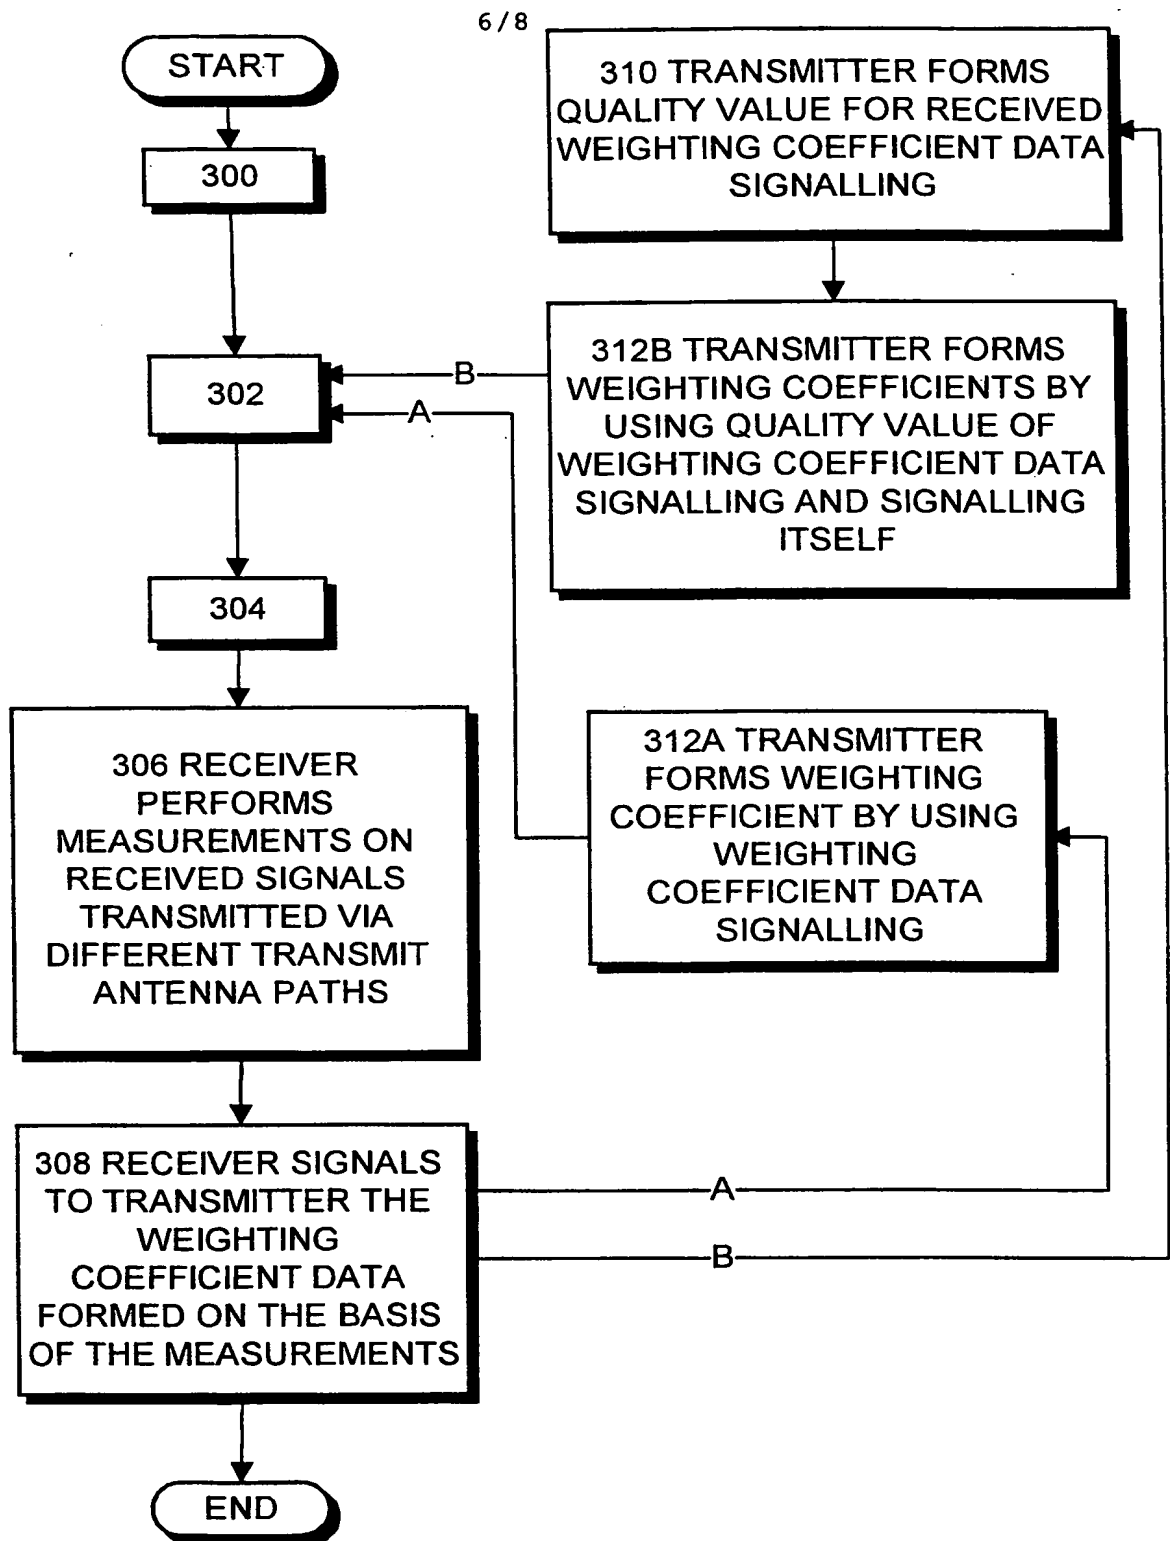 6/8
START
300
302
304
306 RECEIVER
PERFORMS
MEASUREMENTS ON
RECEIVED SIGNALS
TRANSMITTED VIA
DIFFERENT TRANSMIT
ANTENNA PATHS
308 RECEIVER SIGNALS
TO TRANSMITTER THE
WEIGHTING
COEFFICIENT DATA
FORMED ON THE BASIS
OF THE MEASUREMENTS
END
310 TRANSMITTER FORMS
QUALITY VALUE FOR RECEIVED
WEIGHTING COEFFICIENT DATA
SIGNALLING
312B TRANSMITTER FORMS
WEIGHTING COEFFICIENTS BY
USING QUALITY VALUE OF
WEIGHTING COEFFICIENT DATA
SIGNALLING AND SIGNALLING
ITSELF
B
A
312A TRANSMITTER
FORMS WEIGHTING
COEFFICIENT BY USING
WEIGHTING
COEFFICIENT DATA
SIGNALLING
A
B